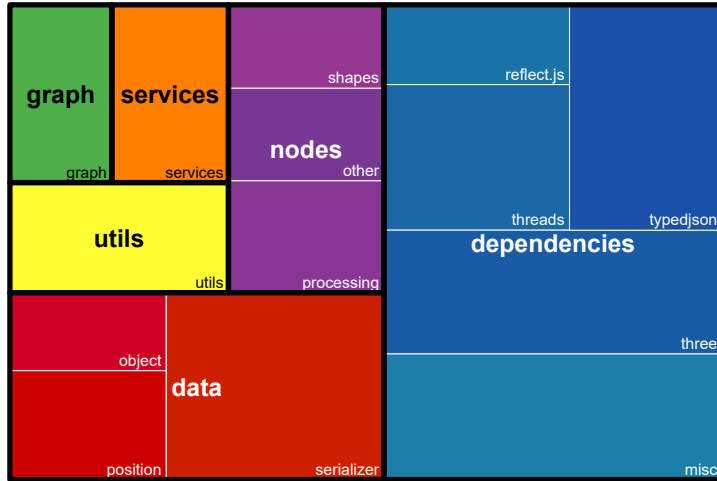 graph
graph
services
services
utils
utils
shapes
nodes
other
processing
object
data
position
serializer
reflect.js
threads
typedjson
dependencies
three
misc